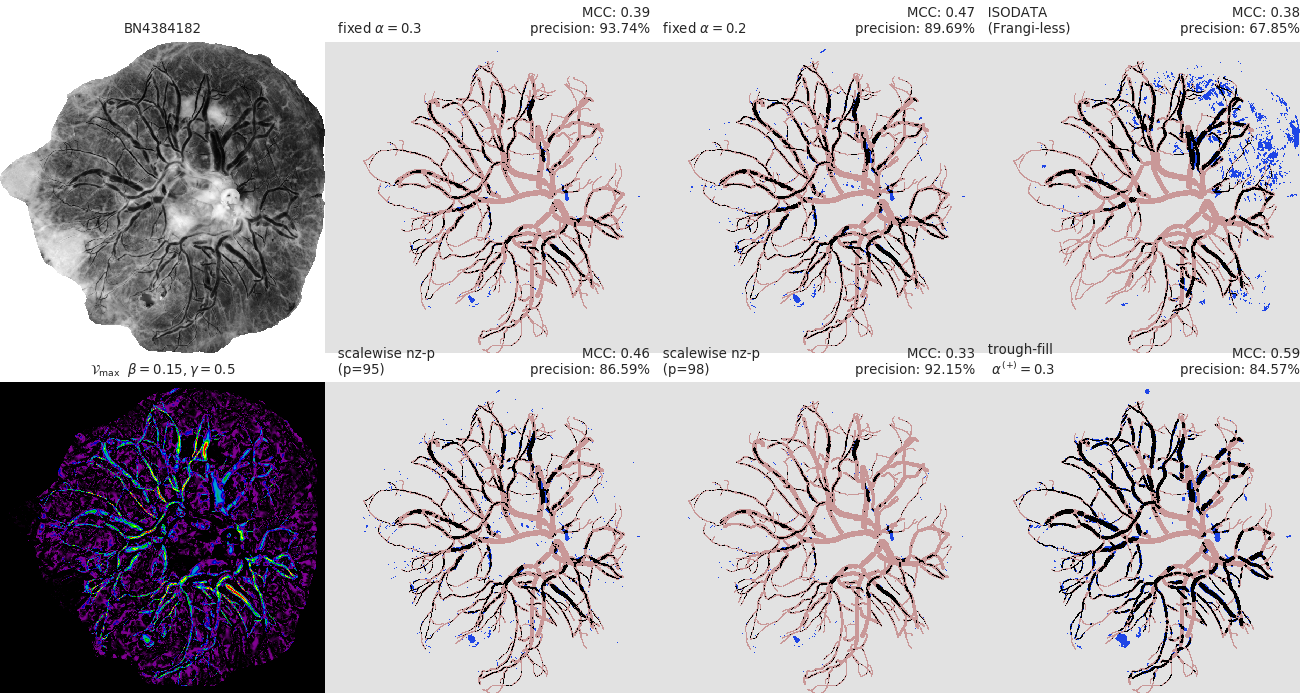 BN4384182
fixed α = 0.3
MCC: 0.39
precision: 93.74%
fixed α = 0.2
MCC: 0.47
precision: 89.69%
ISODATA
(Frangi-less)
MCC: 0.38
precision: 67.85%
𝒱max β = 0.15, γ = 0.5
scalewise nz-p
(p=95)
MCC: 0.46
precision: 86.59%
scalewise nz-p
(p=98)
MCC: 0.33
precision: 92.15%
trough-fill
α(+) = 0.3
MCC: 0.59
precision: 84.57%